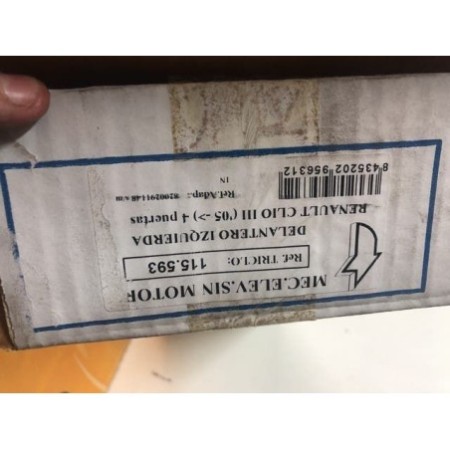 MEC.ELEV.SIN MOTOR
Ref. TRICLO: 115.593
DELANTERO IZQUIERDA
RENAULT CLIO III ('05 ->) 4 puertas
Ref.Adap.:
IN
8 435202 956312